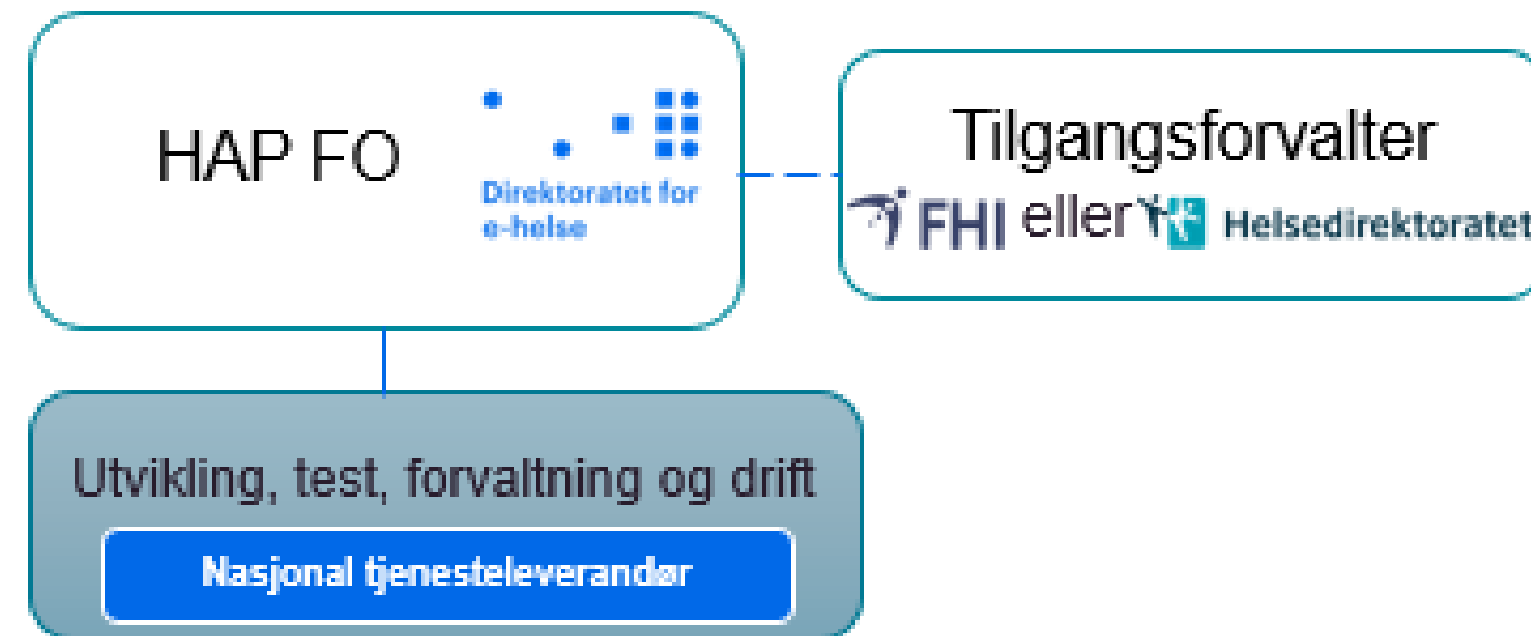 HAP FO
Direktoratet for
e-helse
Tilgangsforvalter
FHI eller Helsedirektoratet
Utvikling, test, forvaltning og drift
Nasjonal tjenesteleverandør